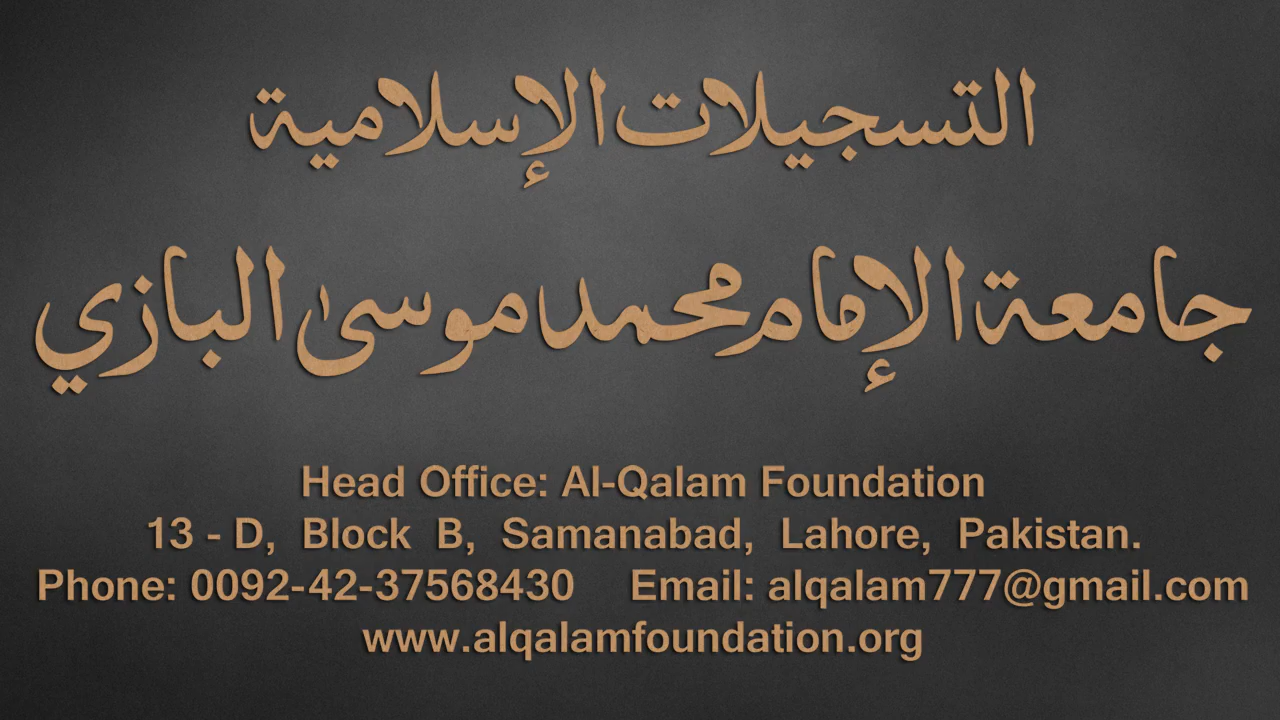 التسجيلات الإسلامية
جامعة الإمام محمد موسىٰ البازي
Head Office: Al-Qalam Foundation
13 - D, Block B, Samanabad, Lahore, Pakistan.
Phone: 0092-42-37568430 Email: alqalam777@gmail.com
www.alqalamfoundation.org